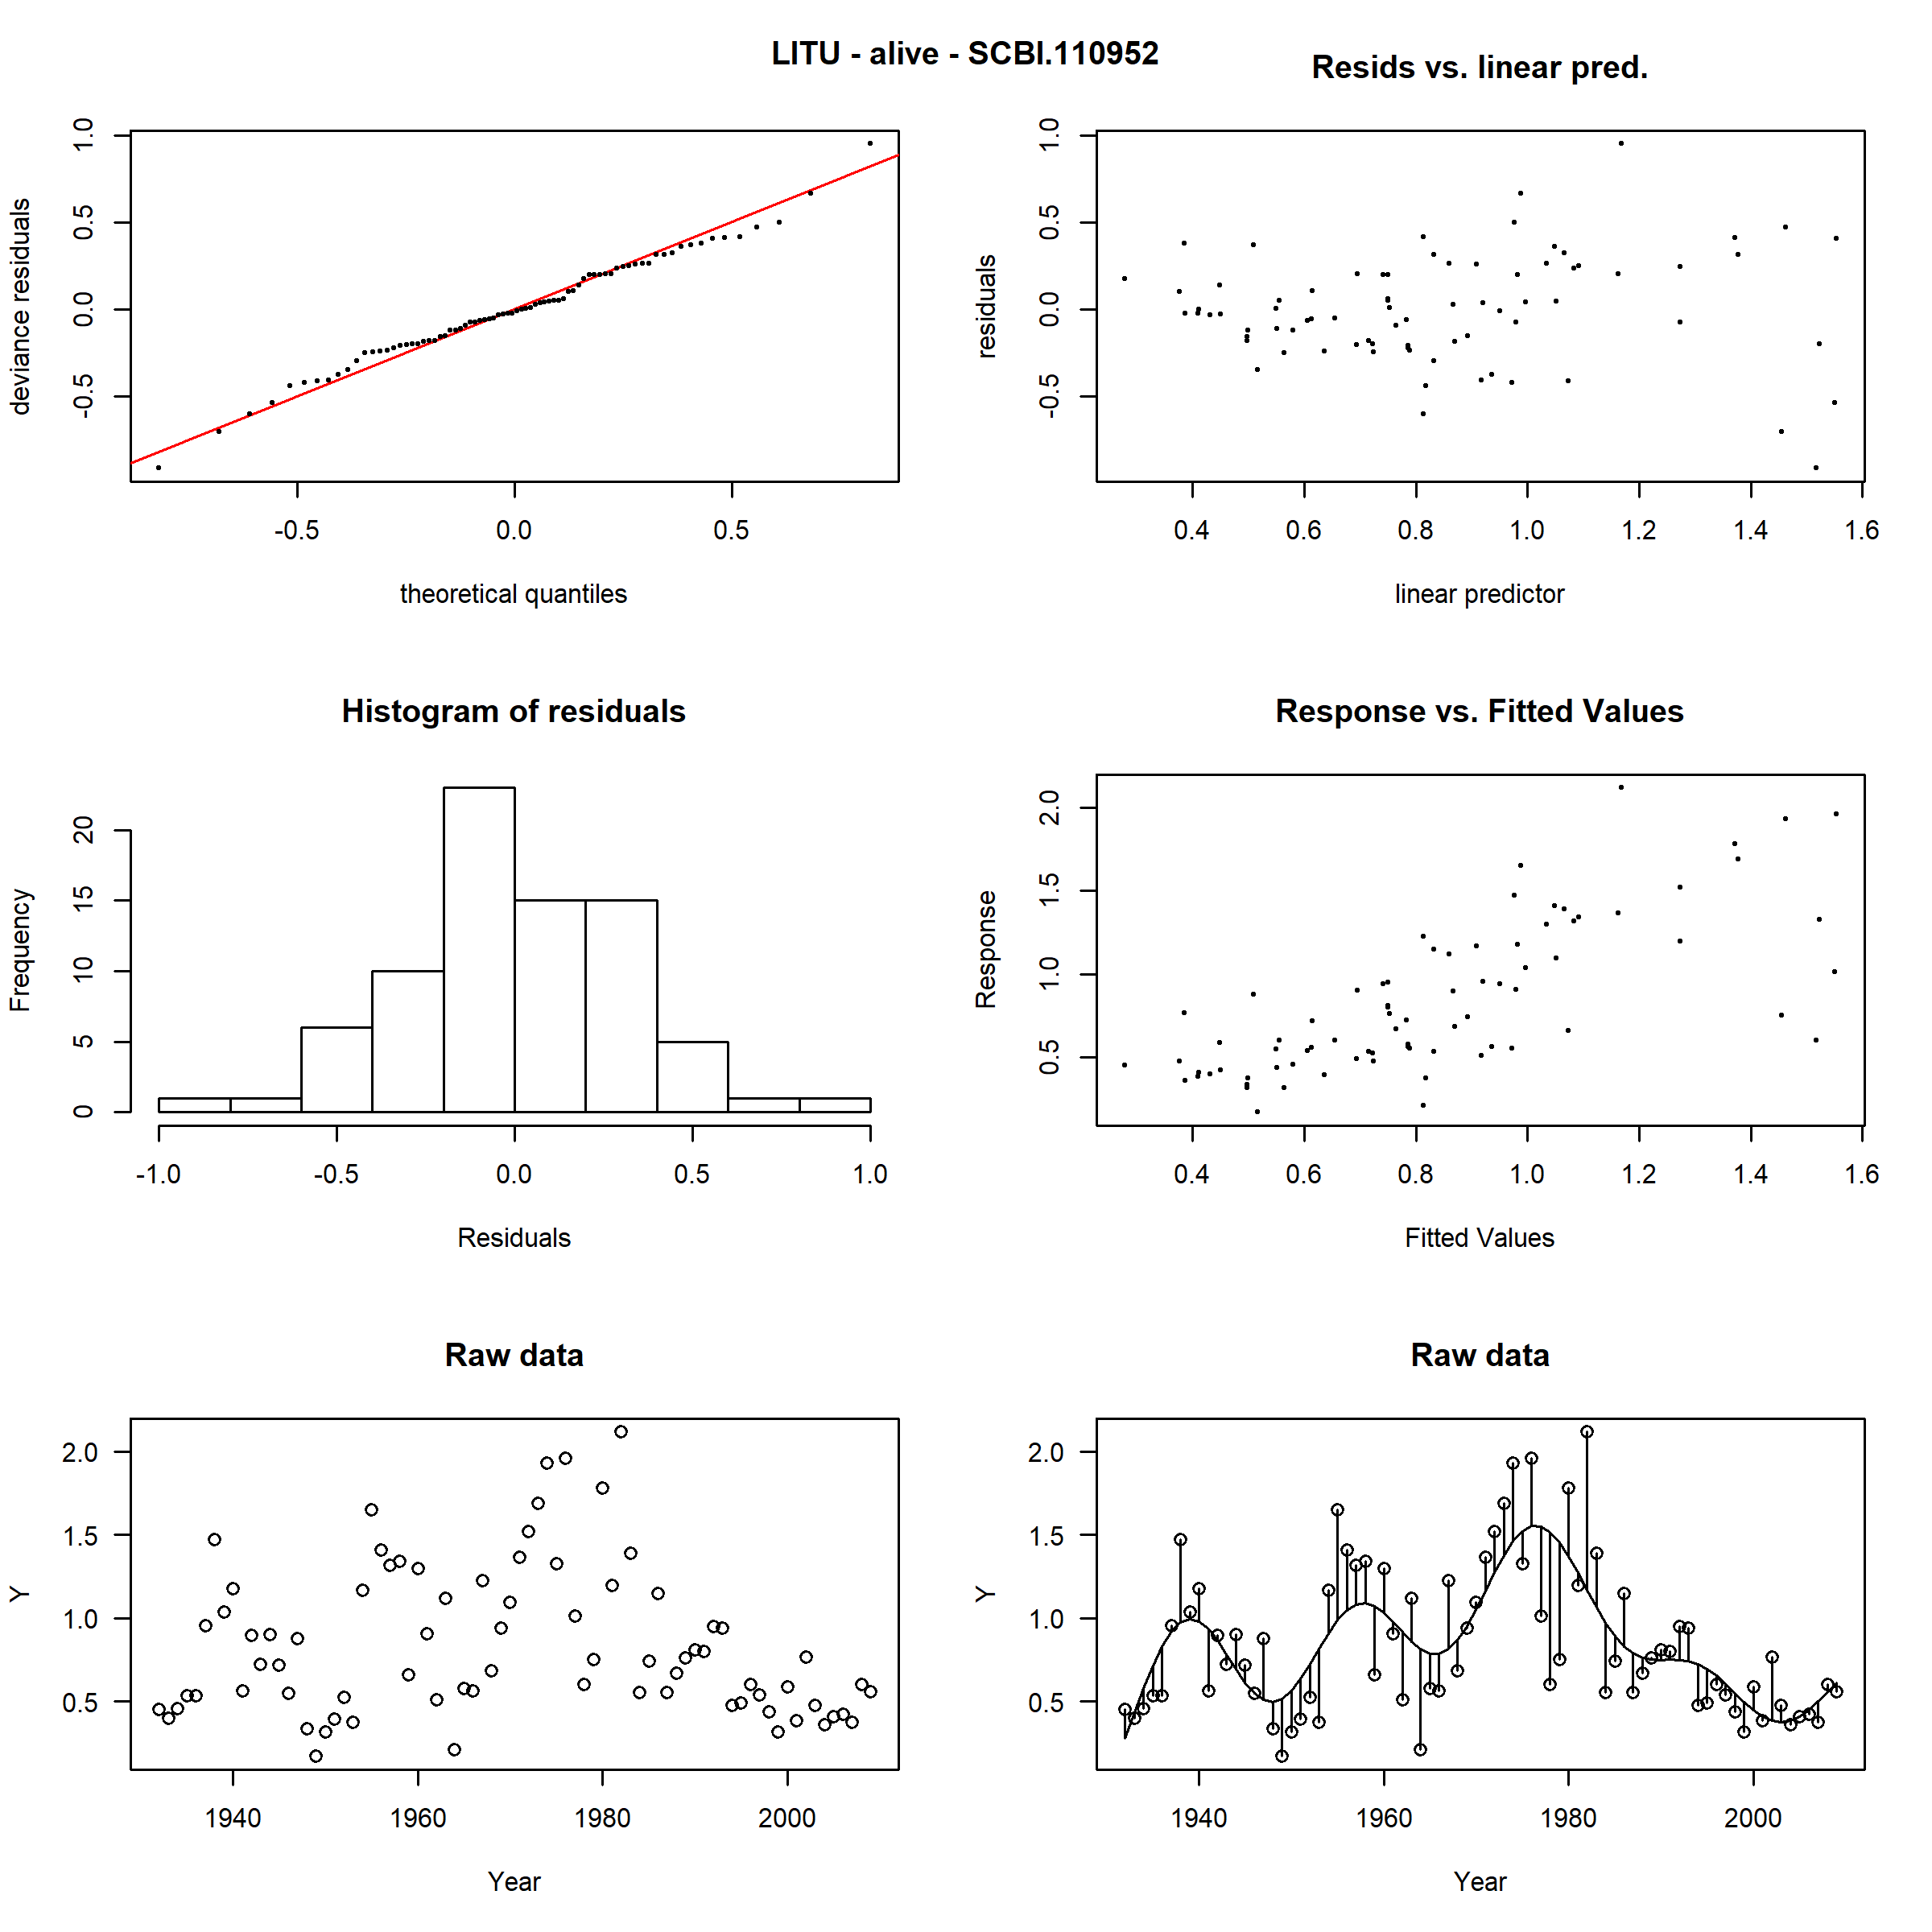 LITU - alive - SCBI.110952
Resids vs. linear pred.
deviance residuals
1.0
0.5
0.0
-0.5
-0.5 0.0 0.5
theoretical quantiles
residuals
1.0
0.5
0.0
-0.5
0.4 0.6 0.8 1.0 1.2 1.4 1.6
linear predictor
Histogram of residuals
Frequency
20
15
10
5
0
-1.0 -0.5 0.0 0.5 1.0
Residuals
Response vs. Fitted Values
Response
2.0
1.5
1.0
0.5
0.4 0.6 0.8 1.0 1.2 1.4 1.6
Fitted Values
Raw data
Y
2.0
1.5
1.0
0.5
1940 1960 1980 2000
Year
Raw data
Y
2.0
1.5
1.0
0.5
1940 1960 1980 2000
Year